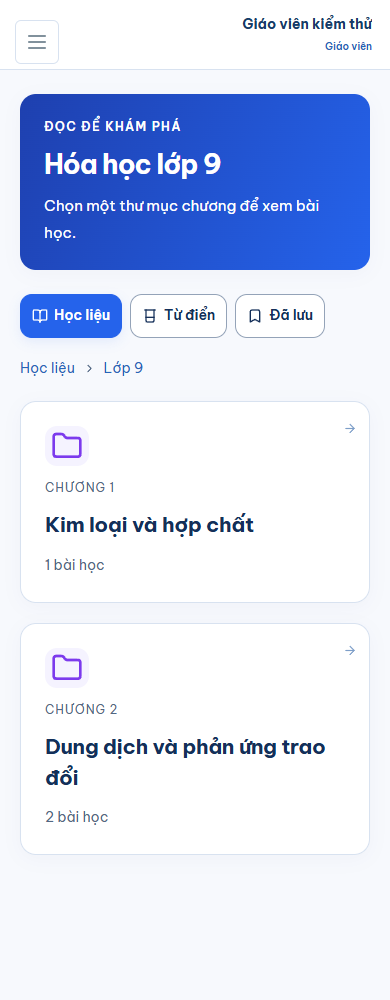 Giáo viên kiểm thử
Giáo viên
ĐỌC ĐỂ KHÁM PHÁ
Hóa học lớp 9
Chọn một thư mục chương để xem bài
học.
Học liệu
Từ điển
Đã lưu
Học liệu › Lớp 9
CHƯƠNG 1
Kim loại và hợp chất
1 bài học
CHƯƠNG 2
Dung dịch và phản ứng trao
đổi
2 bài học